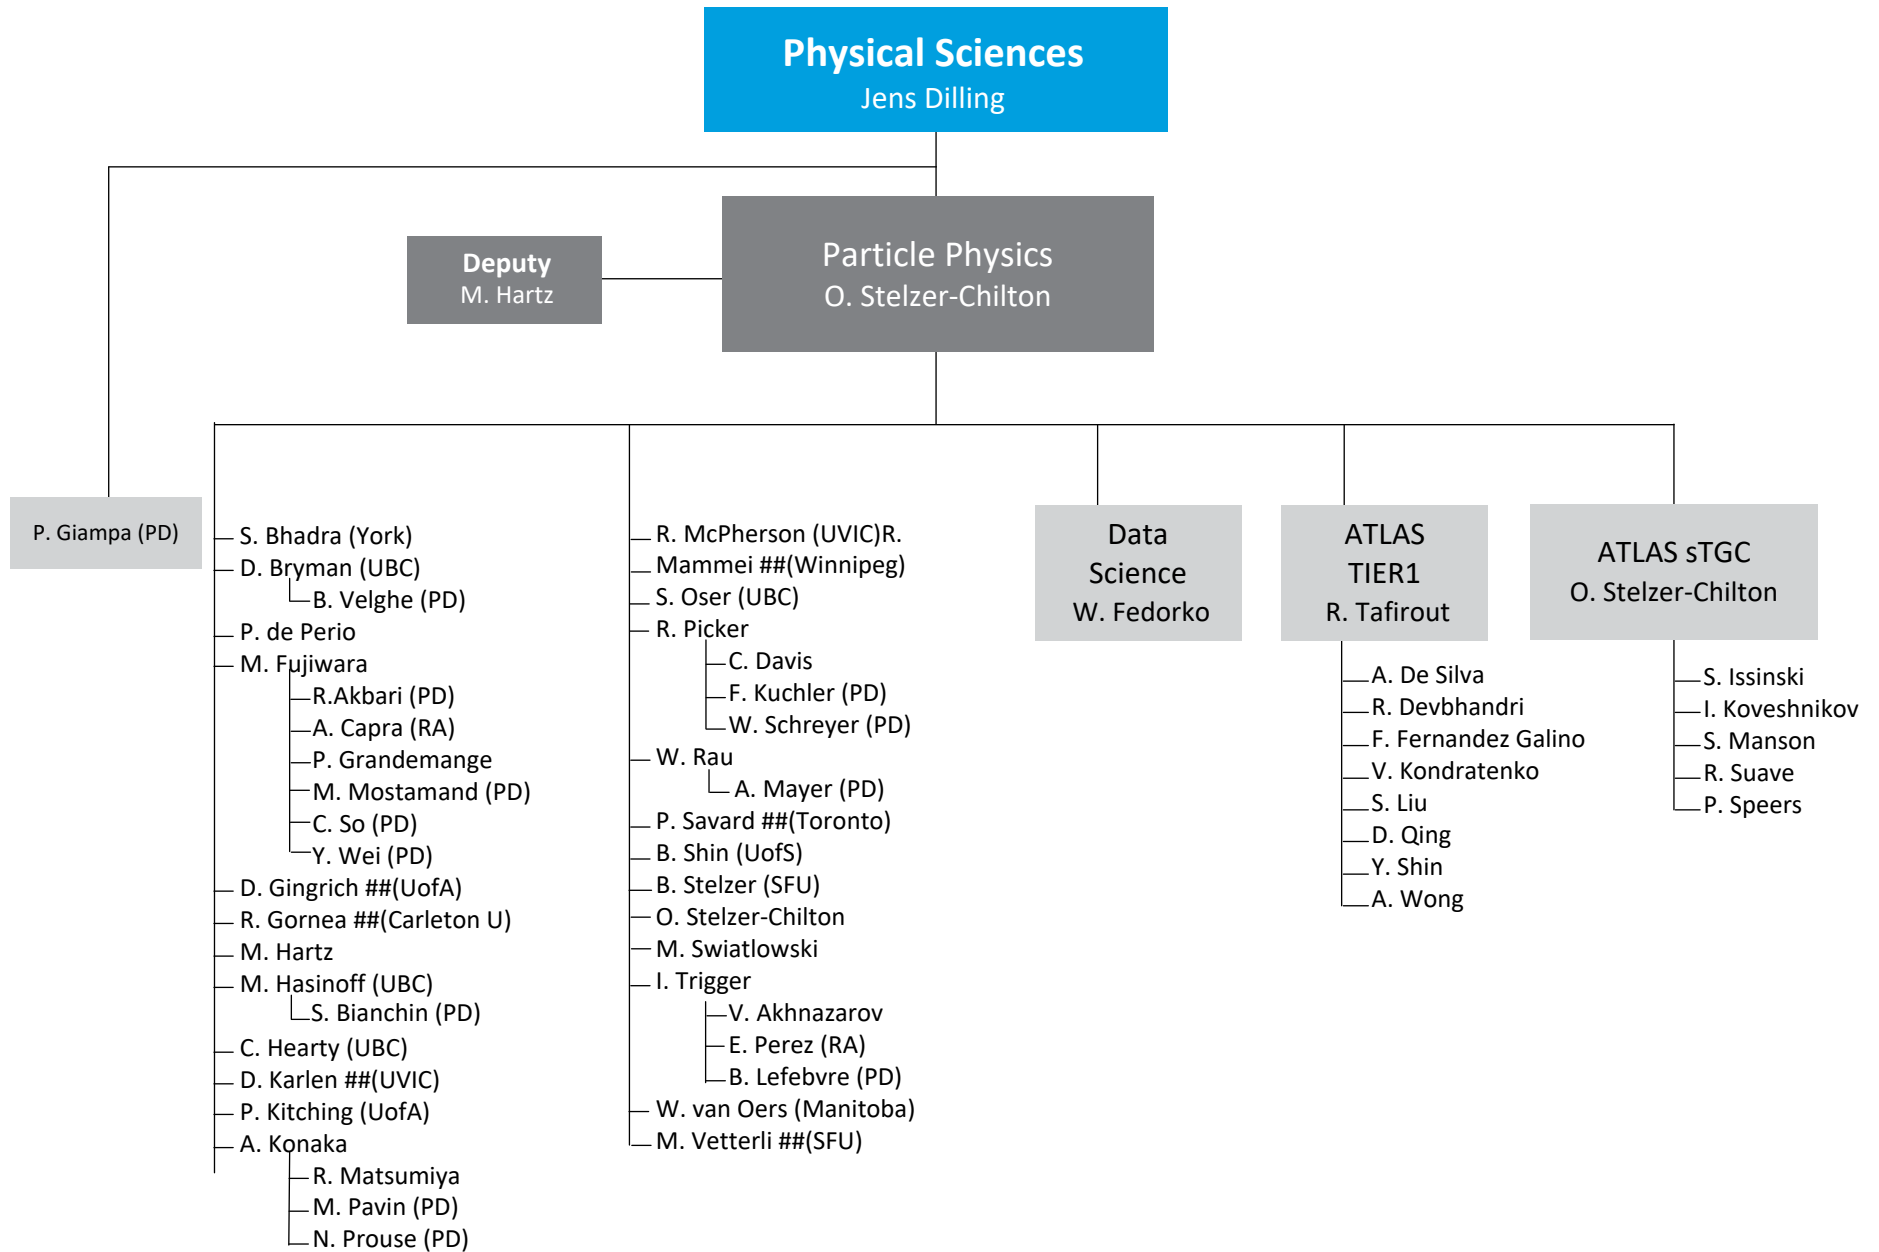 Physical Sciences
Jens Dilling
Deputy
M. Hartz
Particle Physics
O. Stelzer-Chilton
P. Giampa (PD)
S. Bhadra (York)
D. Bryman (UBC)
B. Velghe (PD)
P. de Perio
M. Fujiwara
R.Akbari (PD)
A. Capra (RA)
P. Grandemange
M. Mostamand (PD)
C. So (PD)
Y. Wei (PD)
D. Gingrich ##(UofA)
R. Gornea ##(Carleton U)
M. Hartz
M. Hasinoff (UBC)
S. Bianchin (PD)
C. Hearty (UBC)
D. Karlen ##(UVIC)
P. Kitching (UofA)
A. Konaka
R. Matsumiya
M. Pavin (PD)
N. Prouse (PD)
R. McPherson (UVIC)R.
Mammei ##(Winnipeg)
S. Oser (UBC)
R. Picker
C. Davis
F. Kuchler (PD)
W. Schreyer (PD)
W. Rau
A. Mayer (PD)
P. Savard ##(Toronto)
B. Shin (UofS)
B. Stelzer (SFU)
O. Stelzer-Chilton
M. Swiatlowski
I. Trigger
V. Akhnazarov
E. Perez (RA)
B. Lefebvre (PD)
W. van Oers (Manitoba)
M. Vetterli ##(SFU)
Data
Science
W. Fedorko
ATLAS
TIER1
R. Tafirout
A. De Silva
R. Devbhandri
F. Fernandez Galino
V. Kondratenko
S. Liu
D. Qing
Y. Shin
A. Wong
ATLAS sTGC
O. Stelzer-Chilton
S. Issinski
I. Koveshnikov
S. Manson
R. Suave
P. Speers